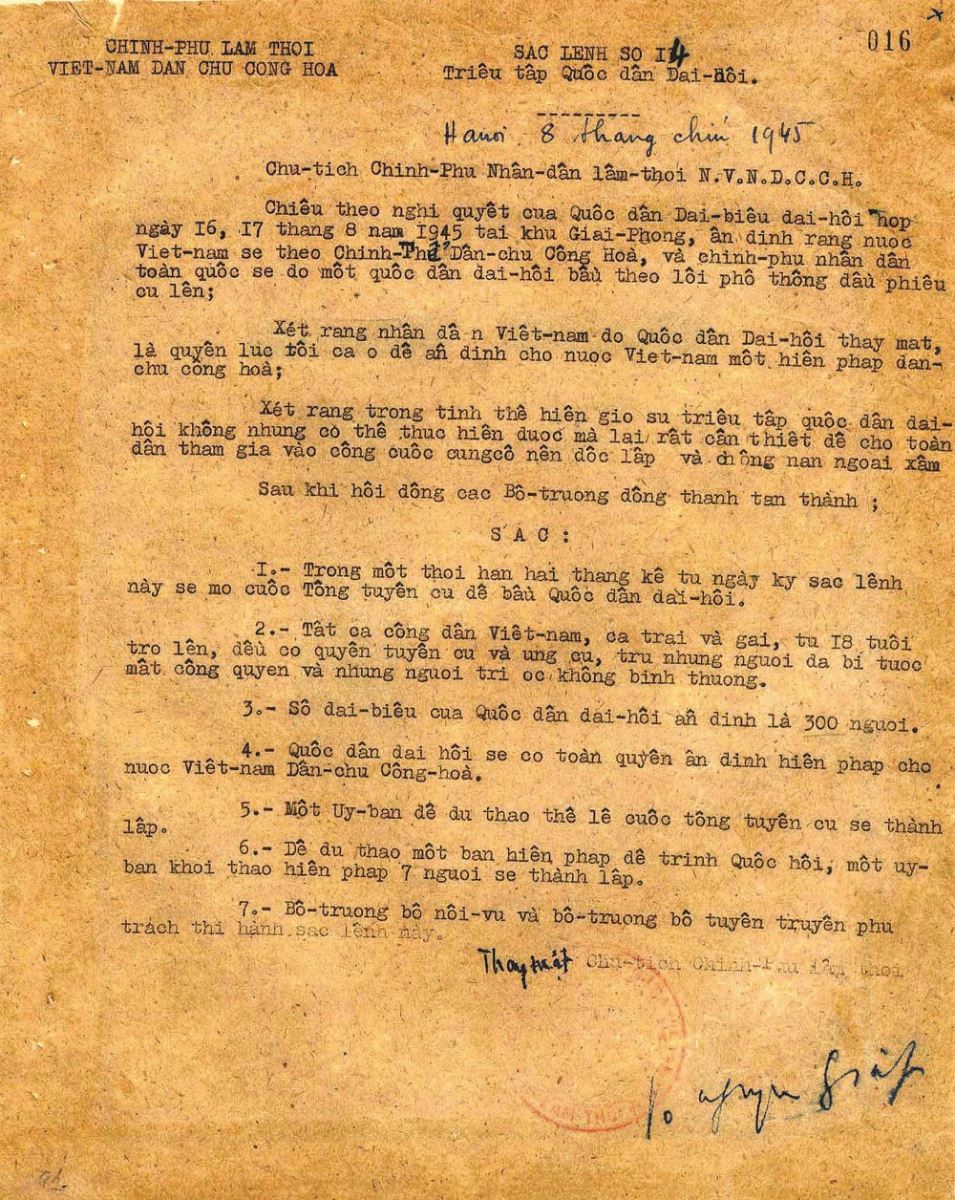 016
CHINH-PHU LAM THOI
VIET-NAM DAN CHU CONG HOA
SAC LENH SO I4
Triêu tâp Quôc dân Dai-hôi.
Hanoi 8 thang chin 1945
Chu-tich Chinh-Phu Nhân-dân lâm-thoi N.V.N.D.C.C.H.
Chiêu theo nghi quyêt cua Quôc dân Dai-biêu dai-hôi hop
ngày I6, I7 thang 8 nam I945 tai khu Giai-Phong, ân dinh rang nuoc
Viet-nam se theo Chinh-Thê Dân-chu Công Hoà, và chinh-phu nhân dân
toàn quôc se do môt quôc dân dai-hôi bâù theo lôi phô thông dâù phiêu
cu lên;
Xét rang nhân dâ n Viêt-nam do Quôc dân Dai-hôi thay mat,
là quyên luc tôi ca o dê ân dinh cho nuoc Viet-nam môt hiên phap dan-
chu công hoà;
Xét rang trong tinh thê hiên gio su triêu tâp quôc dân dai-
hôi không nhung co thê thuc hiên duoc mà lai rât cân thiêt dê cho toàn
dân tham gia vào công cuôc cungcô nên dôc lâp và chông nan ngoai xâm
Sau khi hôi dông cac Bô-truong dông thanh tan thành ;
S A C :
I.- Trong môt thoi han hai thang kê tu ngày ky sac lênh
này se mo cuôc Tông tuyên cu dê bâù Quôc dân dai-hôi.
2.- Tât ca công dân Viêt-nam, ca trai và gai, tu I8 tuôi
tro lên, dêù co quyên tuyên cu và ung cu, tru nhung nguoi da bi tuoc
mât công quyen và nhung nguoi tri oc không binh thuong.
3.- Sô dai-biêu cua Quôc dân dai-hôi ân dinh là 300 nguoi.
4.- Quôc dân dai hôi se co toàn quyên ân dinh hiên phap cho
nuoc Viêt-nam Dân-chu Công-hoà.
5.- Môt Uy-ban dê du thao thê lê cuôc tông tuyên cu se thành
lâp.
6.- Dê du thao môt ban hiên phap dê trinh Quôc hôi, môt uy-
ban khoi thao hiên phap 7 nguoi se thành lâp.
7.- Bô-truong bô nôi-vu và bô-truong bô tuyên truyên phu
trách thi hành sac lênh này.
Thay mặt Chu-tich Chinh-Phu lâm thoi
Vo Nguyen Giáp